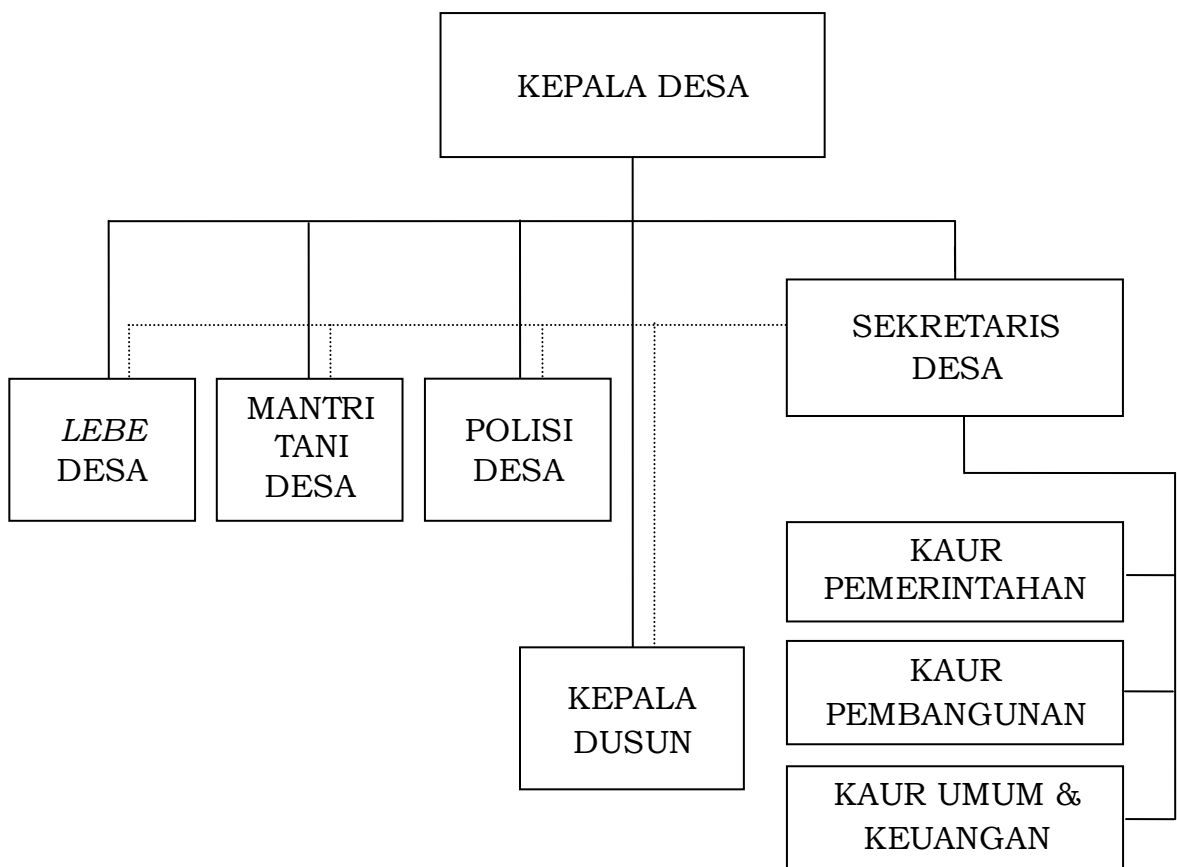 KEPALA DESA
SEKRETARIS
DESA
LEBE
DESA
MANTRI
TANI
DESA
POLISI
DESA
KAUR
PEMERINTAHAN
KEPALA
DUSUN
KAUR
PEMBANGUNAN
KAUR UMUM &
KEUANGAN